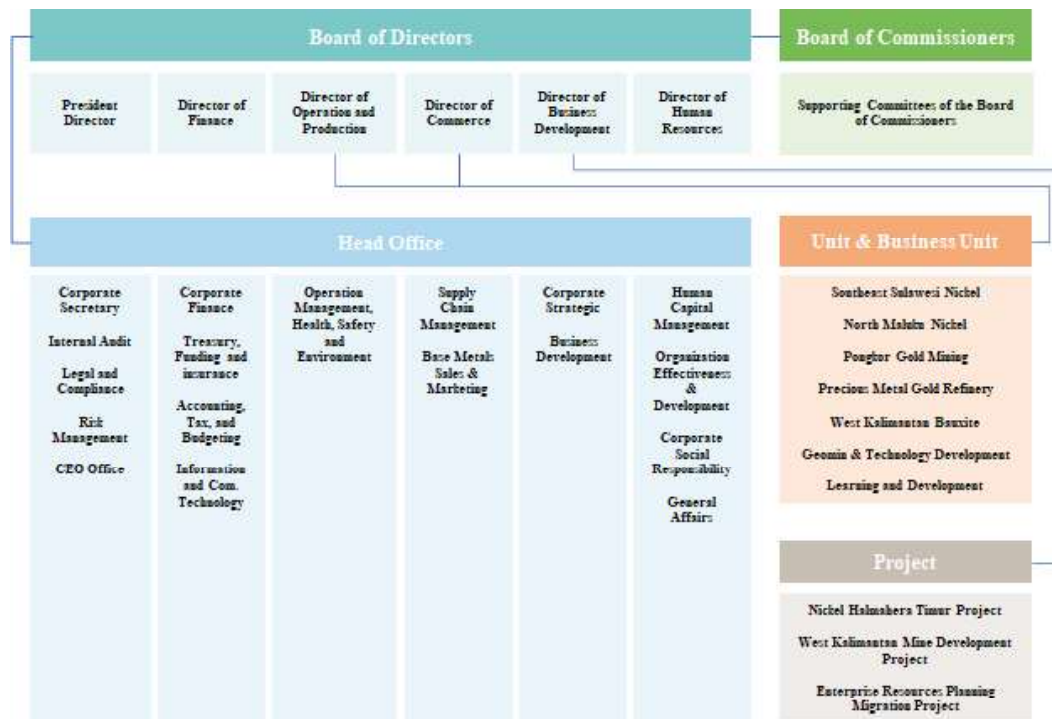 Board of Directors
Board of Commissioners
President
Director
Director of
Finance
Director of
Operation and
Production
Director of
Commerce
Director of
Business
Development
Director of
Human
Resources
Supporting Committees of the Board
of Commissioners
Head Office
Unit & Business Unit
Corporate
Secretary
Internal Audit
Legal and
Compliance
Risk
Management
CEO Office
Corporate
Finance
Treasury,
Funding and
insurance
Accounting,
Tax, and
Budgeting
Information
and Com.
Technology
Operation
Management,
Health, Safety
and
Environment
Supply
Chain
Management
Base Metals
Sales &
Marketing
Corporate
Strategic
Business
Development
Human
Capital
Management
Organization
Effectiveness
&
Development
Corporate
Social
Responsibility
General
Affairs
Southeast Sulawesi Nickel
North Maluku Nickel
Pongkor Gold Mining
Precious Metal Gold Refinery
West Kalimantan Bauxite
Geomin & Technology Development
Learning and Development
Project
Nickel Halmahera Timur Project
West Kalimantan Mine Development
Project
Enterprise Resources Planning
Migration Project